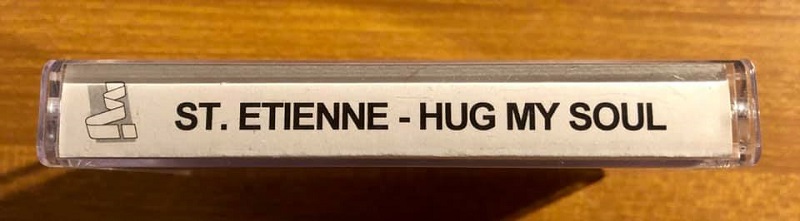 ST. ETIENNE - HUG MY SOUL